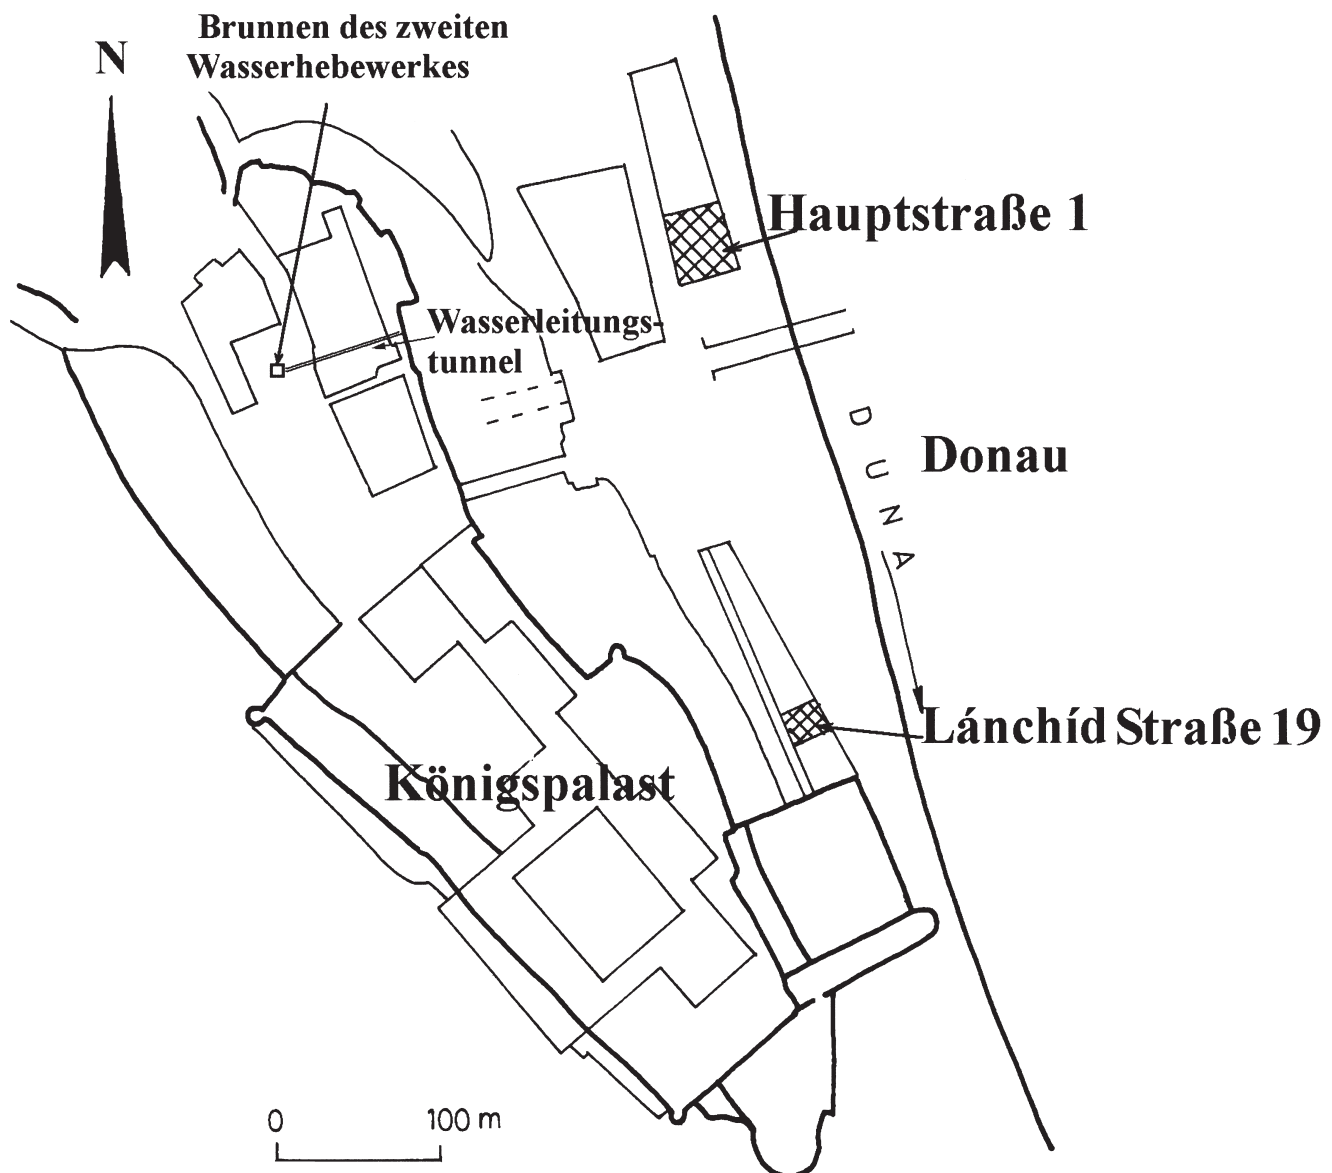 Brunnen des zweiten
Wasserhebewerkes
N
Hauptstraße 1
Wasserleitungs-
tunnel
DUNA
Donau
Lánchíd Straße 19
Königspalast
0 100 m